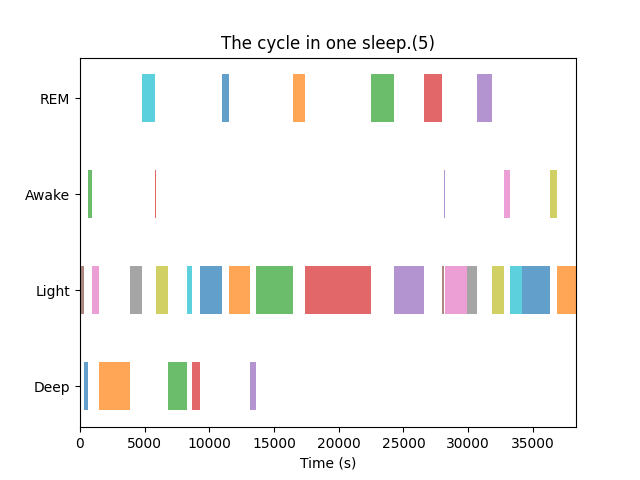 The cycle in one sleep.(5)
REM
Awake
Light
Deep
0 5000 10000 15000 20000 25000 30000 35000
Time (s)